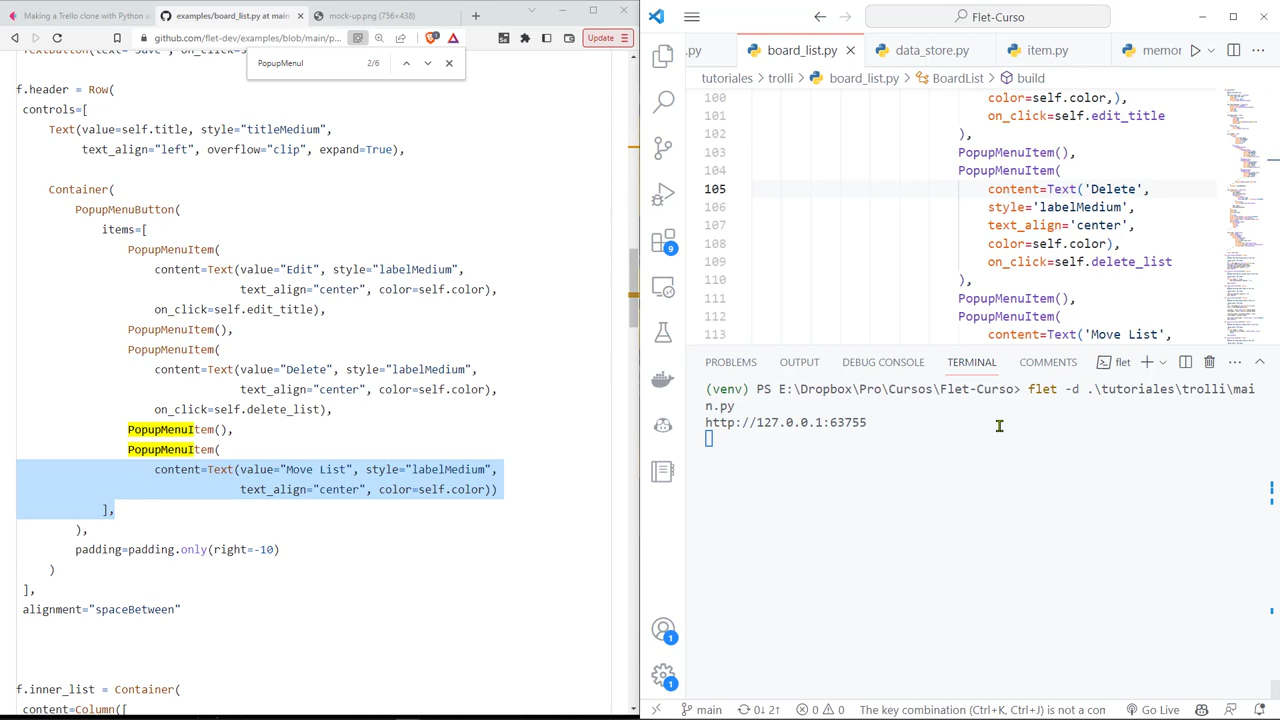 Making a Trello clone with Python a
examples/board_list.py at main
mock-up.png (756×430)
github.com/flet-dev/examples/blob/main/p...
Update
PopupMenuI
2/6
f.header = Row(
controls=[
Text(value=self.title, style="titleMedium",
text_align="left", overflow="clip", expand=True),
Container(
PopupMenuButton(
items=[
PopupMenuItem(
content=Text(value="Edit", style="labelMedium",
text_align="center", color=self.color),
on_click=self.edit_title),
PopupMenuItem(),
PopupMenuItem(
content=Text(value="Delete", style="labelMedium",
text_align="center", color=self.color),
on_click=self.delete_list),
PopupMenuItem(),
PopupMenuItem(
content=Text(value="Move List", style="labelMedium",
text_align="center", color=self.color))
],
),
padding=padding.only(right=-10)
)
],
alignment="spaceBetween"
f.inner_list = Container(
content=Column([
Flet-Curso
.py
board_list.py
data_store.py
item
memor
tutoriales
trolli
board_list.py
BoardList
build
100 color=self.color,),
101 on_click=self.edit_tit
102
103 PopupMenuItem(),
104 PopupMenuItem(
105 content=Text('Delete',
106 style='labelMedium',
107 text_align='center',
108 color=self.color),
109 on_click=self.delete_l
110
111 PopupMenuItem(),
112 PopupMenuItem(
113 content=Text('Move Lis
PROBLEMS
OUTPUT
DEBUG CONSOLE
TERMINAL
COMMENTS
flet
(venv) PS E:\Dropbox\Pro\Cursos\Flet-Curso> flet -d .\tutoriales\trolli\mai
n.py
http://127.0.0.1:63755
9
1
1
main
0↓ 2↑
0
0
The key combination (Ctrl+K, Ctrl+J) is not a con
Go Live